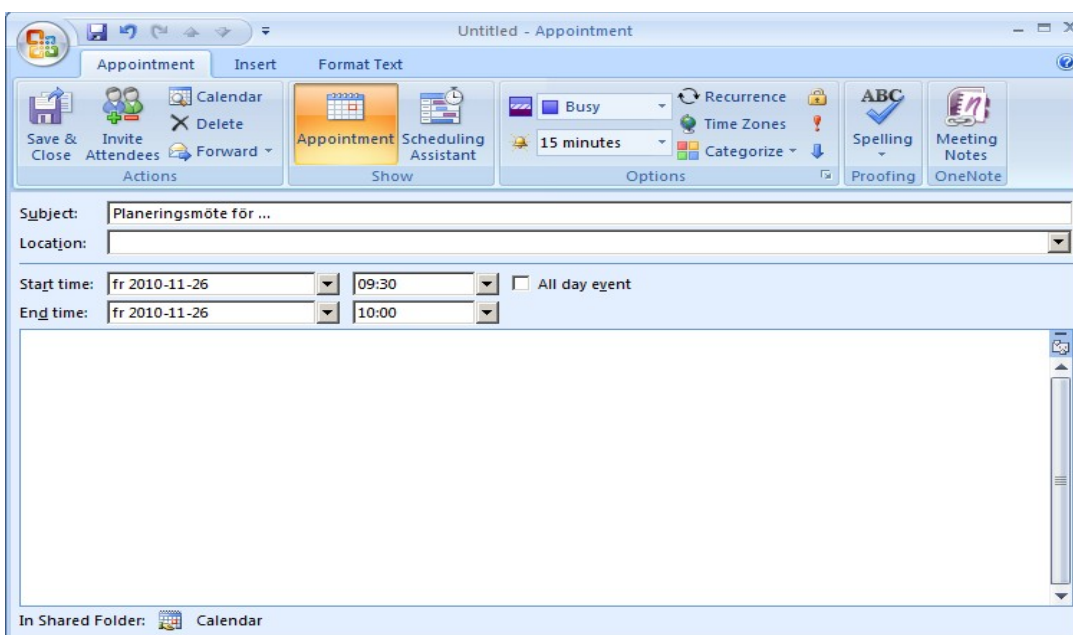 Untitled - Appointment
Appointment Insert Format Text
Save & Close Invite Attendees Calendar Delete Forward Appointment Scheduling Assistant Busy 15 minutes Recurrence Time Zones Categorize ABC Spelling Meeting Notes
Actions Show Options Proofing OneNote
Subject: Planeringsmöte för ...
Location:
Start time: fr 2010-11-26 09:30 All day event
End time: fr 2010-11-26 10:00
In Shared Folder: Calendar